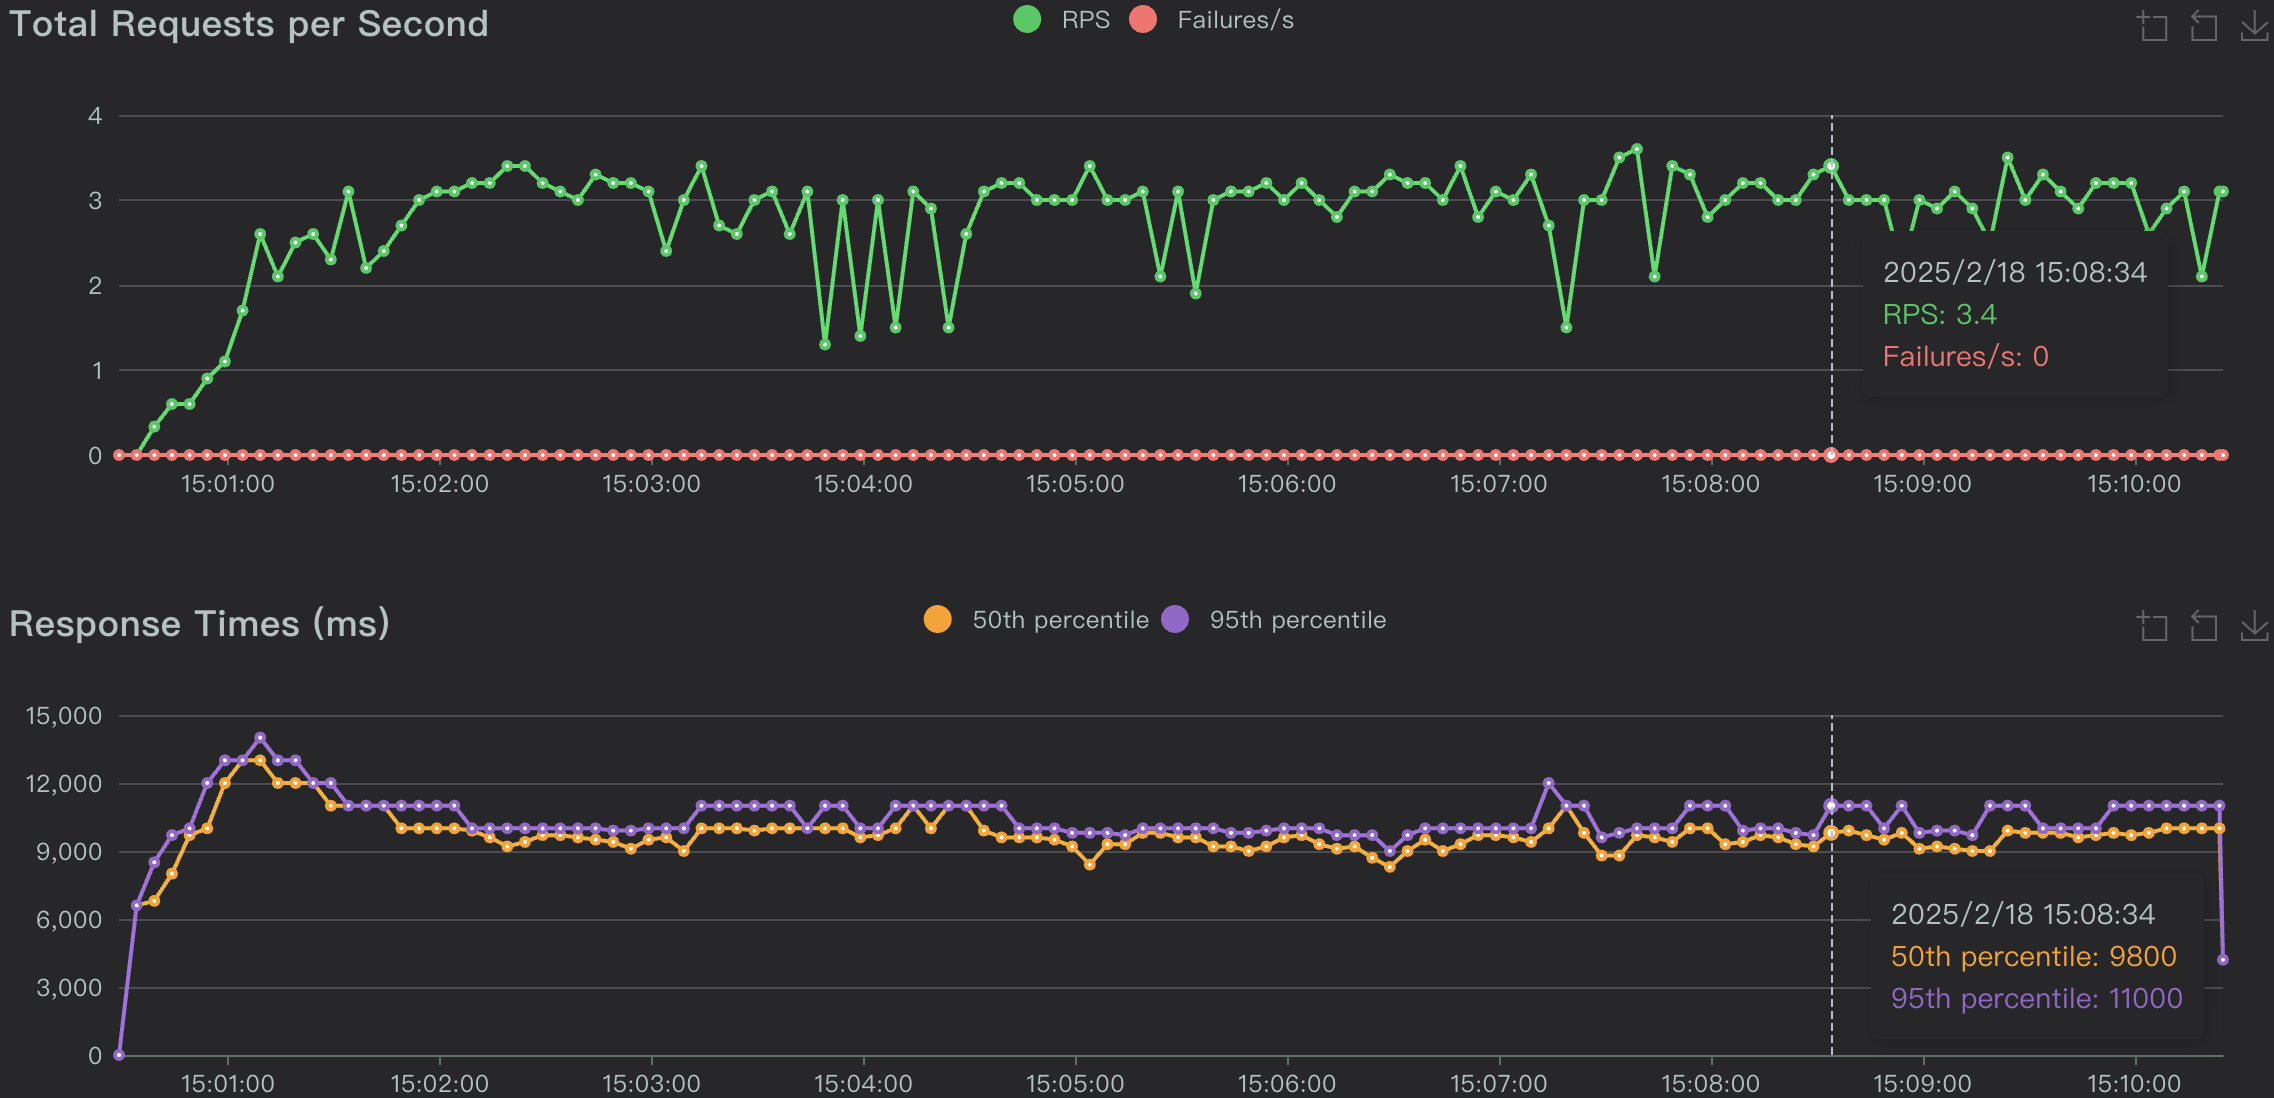 Total Requests per Second
RPS Failures/s
4
3
2
1
0
15:01:00 15:02:00 15:03:00 15:04:00 15:05:00 15:06:00 15:07:00 15:08:00 15:09:00 15:10:00
2025/2/18 15:08:34
RPS: 3.4
Failures/s: 0
Response Times (ms)
50th percentile 95th percentile
15,000
12,000
9,000
6,000
3,000
0
15:01:00 15:02:00 15:03:00 15:04:00 15:05:00 15:06:00 15:07:00 15:08:00 15:09:00 15:10:00
2025/2/18 15:08:34
50th percentile: 9800
95th percentile: 11000